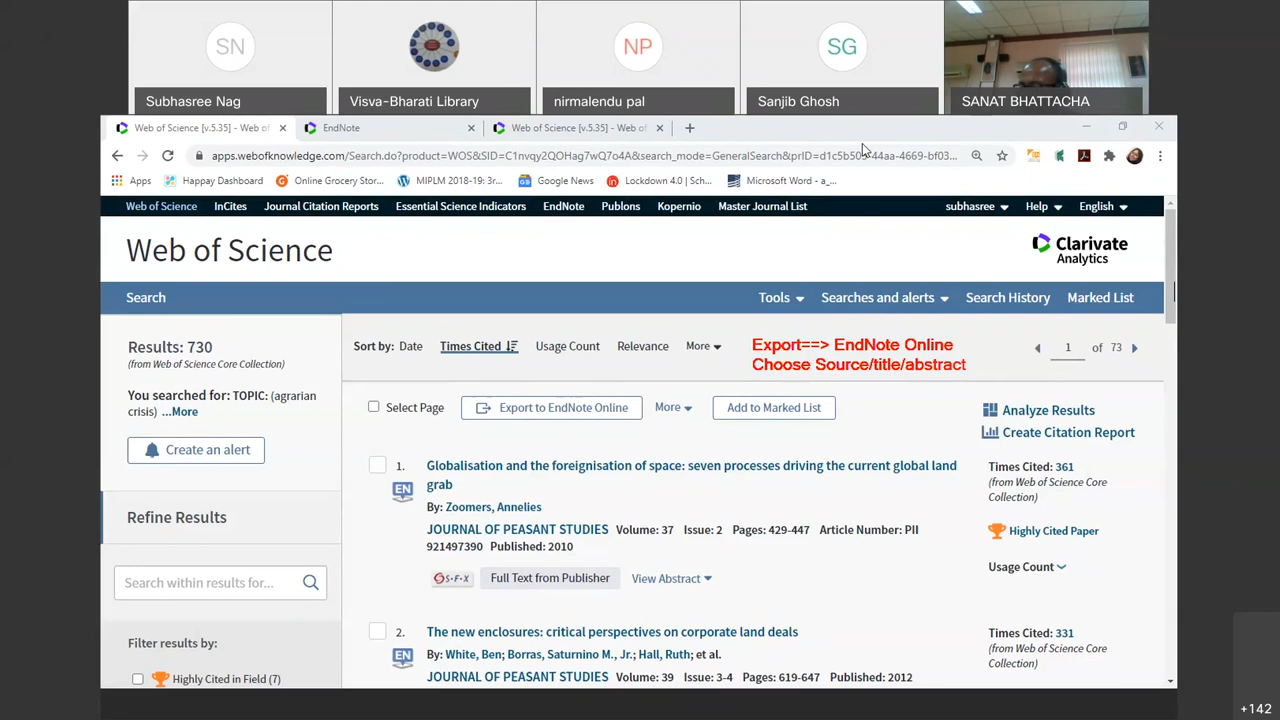 SN
NP
SG
Subhasree Nag
Visva-Bharati Library
nirmalendu pal
Sanjib Ghosh
SANAT BHATTACHA
Web of Science [v.5.35] - Web of
EndNote
Web of Science [v.5.35] - Web of
apps.webofknowledge.com/Search.do?product=WOS&SID=C1nvqy2QOHag7wQ7o4A&search_mode=GeneralSearch&prID=d1c5b50 44aa-4669-bf03...
Apps
Happay Dashboard
Online Grocery Stor...
MIPLM 2018-19: 3r...
Google News
Lockdown 4.0 | Sch...
Microsoft Word - a_...
Web of Science
InCites
Journal Citation Reports
Essential Science Indicators
EndNote
Publons
Kopernio
Master Journal List
subhasree
Help
English
Web of Science
Clarivate
Analytics
Search
Tools
Searches and alerts
Search History
Marked List
Results: 730
(from Web of Science Core Collection)
You searched for: TOPIC: (agrarian
crisis) ...More
Create an alert
Refine Results
Search within results for...
Filter results by:
Highly Cited in Field (7)
Sort by: Date
Times Cited
Usage Count
Relevance
More
Export==> EndNote Online
Choose Source/title/abstract
1 of 73
Select Page
Export to EndNote Online
More
Add to Marked List
Analyze Results
Create Citation Report
1. Globalisation and the foreignisation of space: seven processes driving the current global land
grab
EN
By: Zoomers, Annelies
JOURNAL OF PEASANT STUDIES Volume: 37 Issue: 2 Pages: 429-447 Article Number: PII
921497390 Published: 2010
S·F·X
Full Text from Publisher
View Abstract
Times Cited: 361
(from Web of Science Core
Collection)
Highly Cited Paper
Usage Count
2. The new enclosures: critical perspectives on corporate land deals
EN
By: White, Ben; Borras, Saturnino M., Jr.; Hall, Ruth; et al.
JOURNAL OF PEASANT STUDIES Volume: 39 Issue: 3-4 Pages: 619-647 Published: 2012
Times Cited: 331
(from Web of Science Core
Collection)
+142